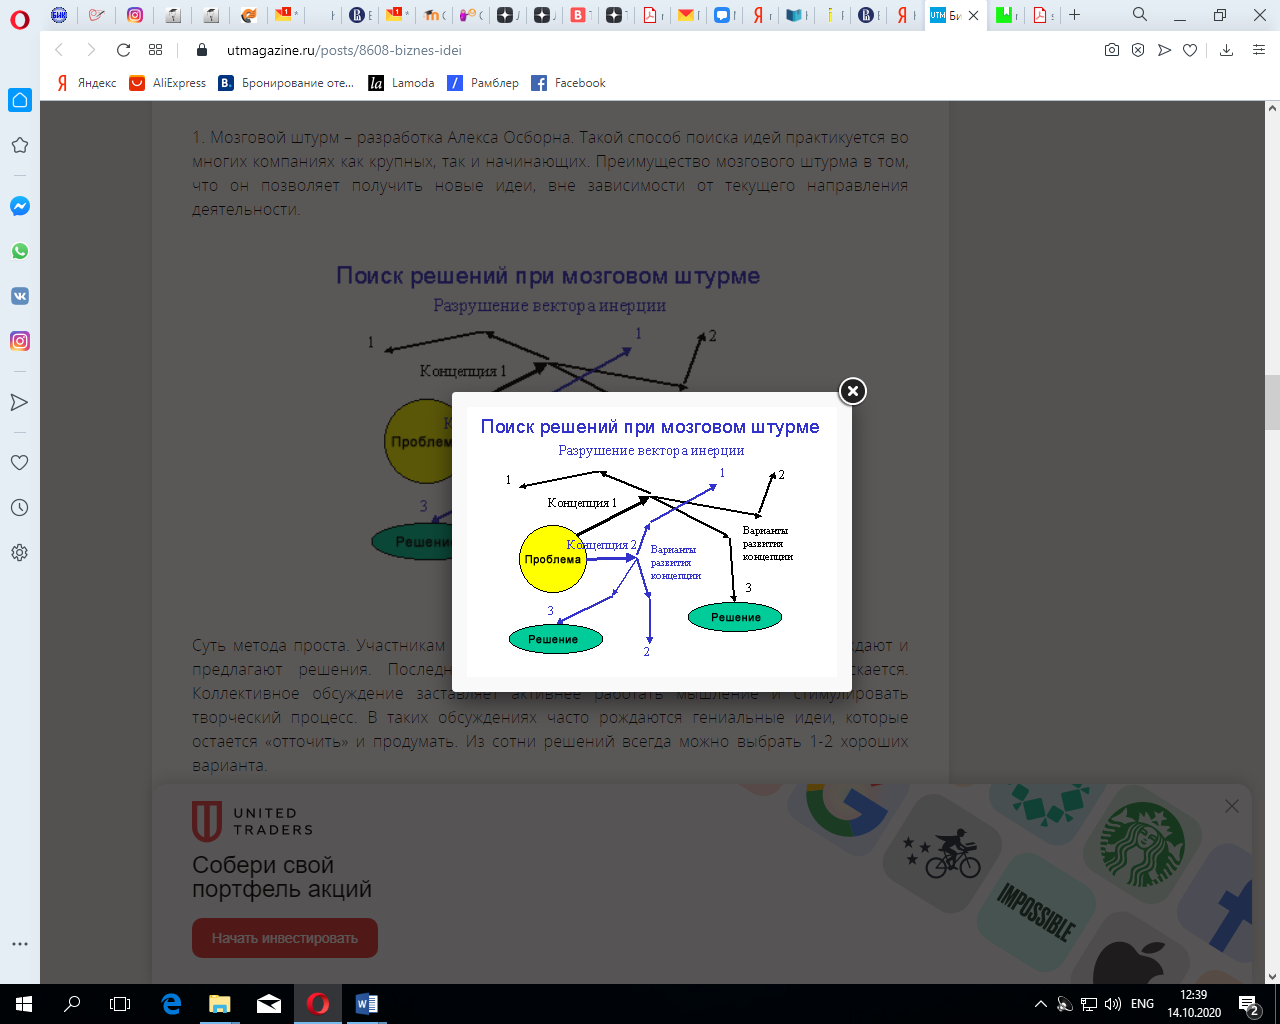 Би
utmagazine.ru/posts/8608-biznes-idei
Яндекс
AliExpress
Бронирование оте...
Lamoda
Рамблер
Facebook
1. Мозговой штурм – разработка Алекса Осборна. Такой способ поиска идей практикуется во
многих компаниях как крупных, так и начинающих. Преимущество мозгового штурма в том,
что он позволяет получить новые идеи, вне зависимости от текущего направления
деятельности.
Поиск решений при мозговом штурме
Разрушение вектора инерции
1
1
2
Концепция 1
Проблем
3
Решени
Поиск решений при мозговом штурме
Разрушение вектора инерции
1
1
2
Концепция 1
Варианты
развития
концепции
Концепция 2
Проблема
Варианты
развития
концепции
3
3
Решение
Решение
2
Суть метода проста. Участникам
ждают и
предлагают решения. Последн
скается.
Коллективное обсуждение заставляет активнее работать мышление и стимулировать
творческий процесс. В таких обсуждениях часто рождаются гениальные идеи, которые
остается «отточить» и продумать. Из сотни решений всегда можно выбрать 1-2 хороших
варианта.
UNITED
TRADERS
Собери свой
портфель акций
Начать инвестировать
IMPOSSIBLE
ENG
12:39
14.10.2020
2